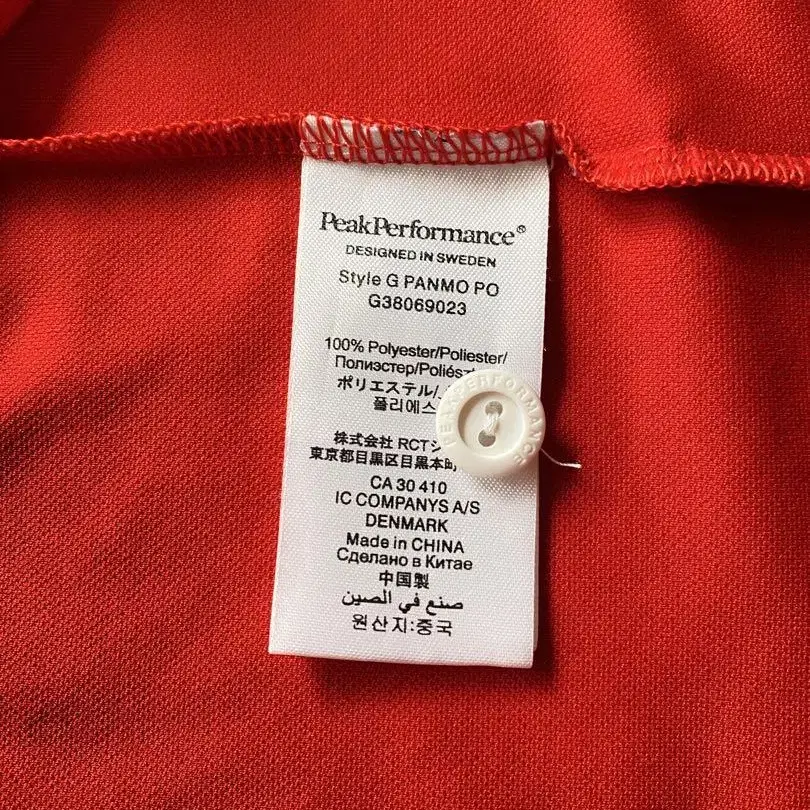 PeakPerformance®
DESIGNED IN SWEDEN
Style G PANMO PO
G38069023
100% Polyester/Poliester/
Полиэстер/
ポリエステル/
폴리에스
株式会社 RCT
東京都目黒区目黒本町
CA 30 410
IC COMPANYS A/S
DENMARK
Made in CHINA
Сделано в Китае
中国製
صنع في الصين
원산지:중국
PEAKPERFORMANCE